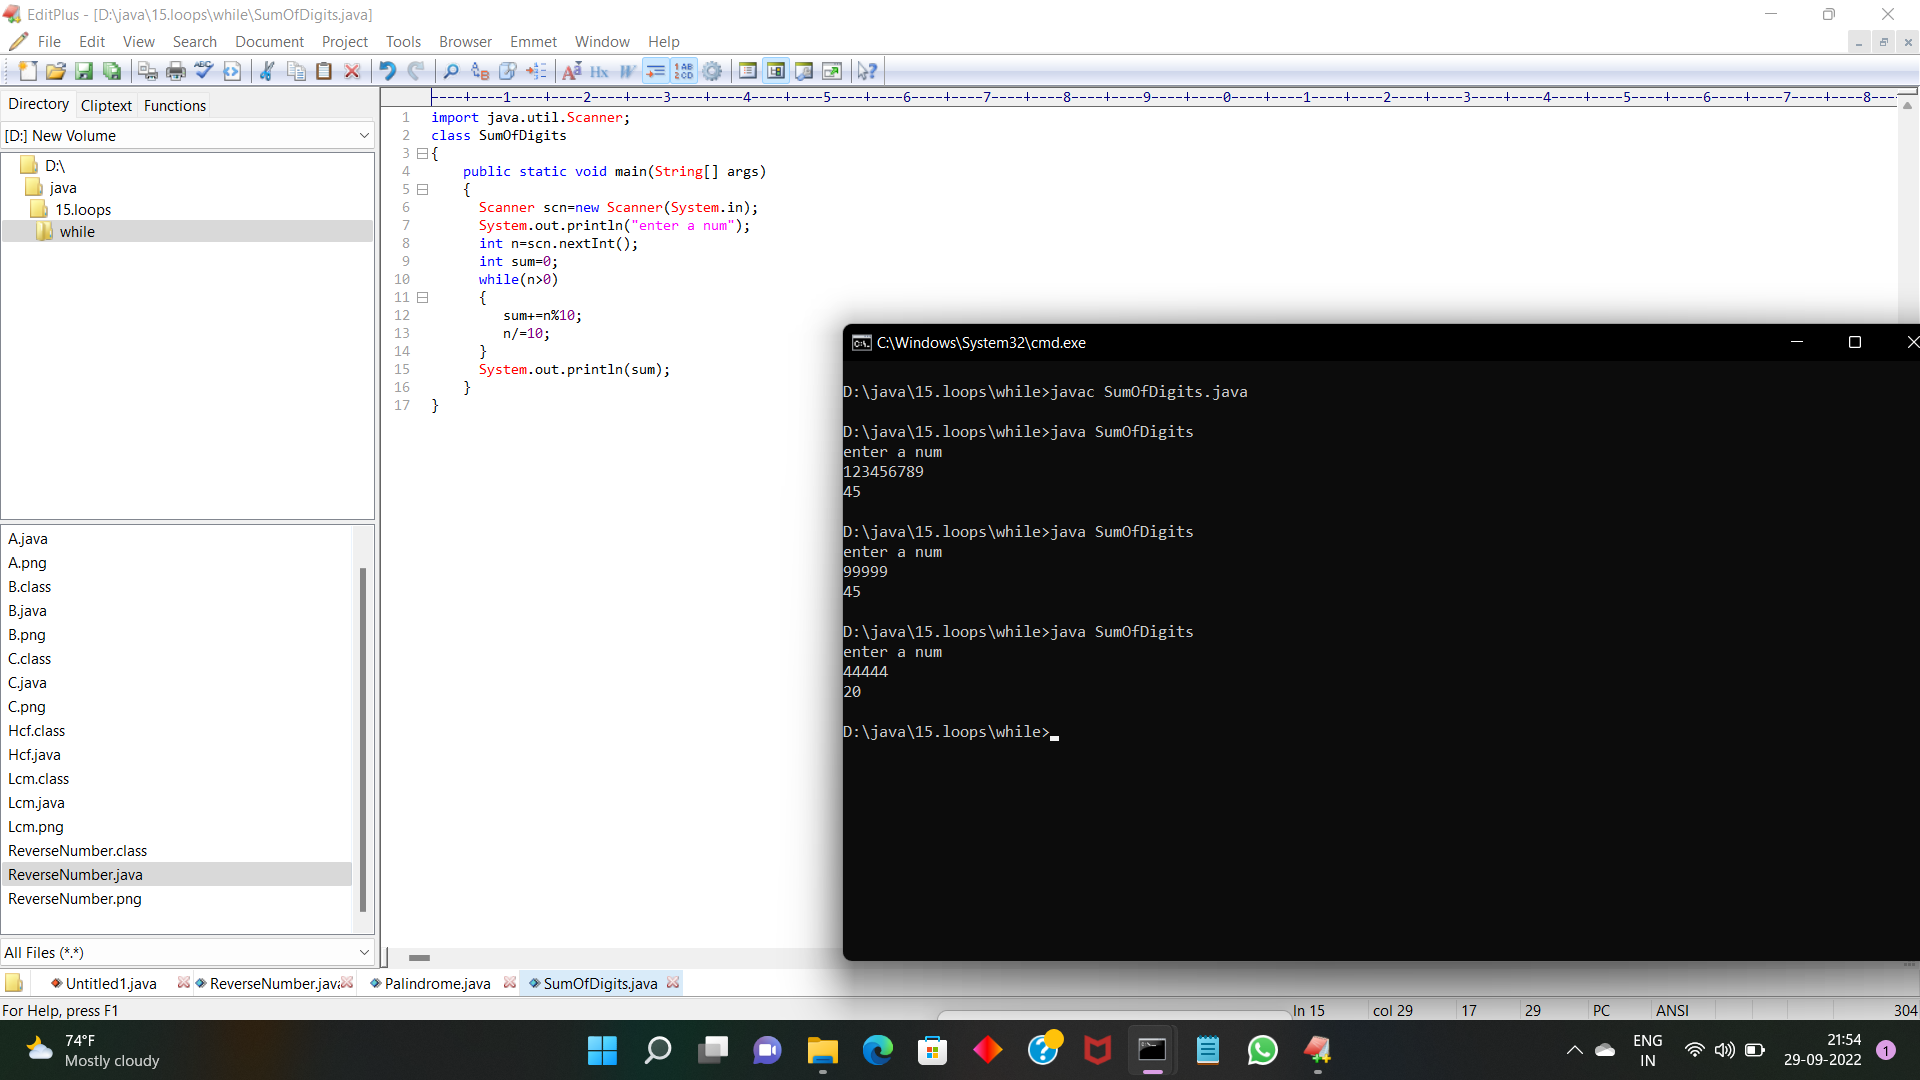 EditPlus - [D:\java\15.loops\while\SumOfDigits.java]
File Edit View Search Document Project Tools Browser Emmet Window Help
Directory Cliptext Functions
[D:] New Volume
D:\
java
15.loops
while
A.java
A.png
B.class
B.java
B.png
C.class
C.java
C.png
Hcf.class
Hcf.java
Lcm.class
Lcm.java
Lcm.png
ReverseNumber.class
ReverseNumber.java
ReverseNumber.png
All Files (*.*)
----+----1----+----2----+----3----+----4----+----5----+----6----+----7----+----8----+----9----+----0----+----1----+----2----+----3----+----4----+----5----+----6----+----7----+----8---
1 import java.util.Scanner;
2 class SumOfDigits
3 {
4 public static void main(String[] args)
5 {
6 Scanner scn=new Scanner(System.in);
7 System.out.println("enter a num");
8 int n=scn.nextInt();
9 int sum=0;
10 while(n>0)
11 {
12 sum+=n%10;
13 n/=10;
14 }
15 System.out.println(sum);
16 }
17 }
C:\Windows\System32\cmd.exe
D:\java\15.loops\while>javac SumOfDigits.java
D:\java\15.loops\while>java SumOfDigits
enter a num
123456789
45
D:\java\15.loops\while>java SumOfDigits
enter a num
99999
45
D:\java\15.loops\while>java SumOfDigits
enter a num
44444
20
D:\java\15.loops\while>
Untitled1.java ReverseNumber.java Palindrome.java SumOfDigits.java
For Help, press F1 ln 15 col 29 17 29 PC ANSI 304
74°F
Mostly cloudy
ENG
IN
21:54
29-09-2022
1